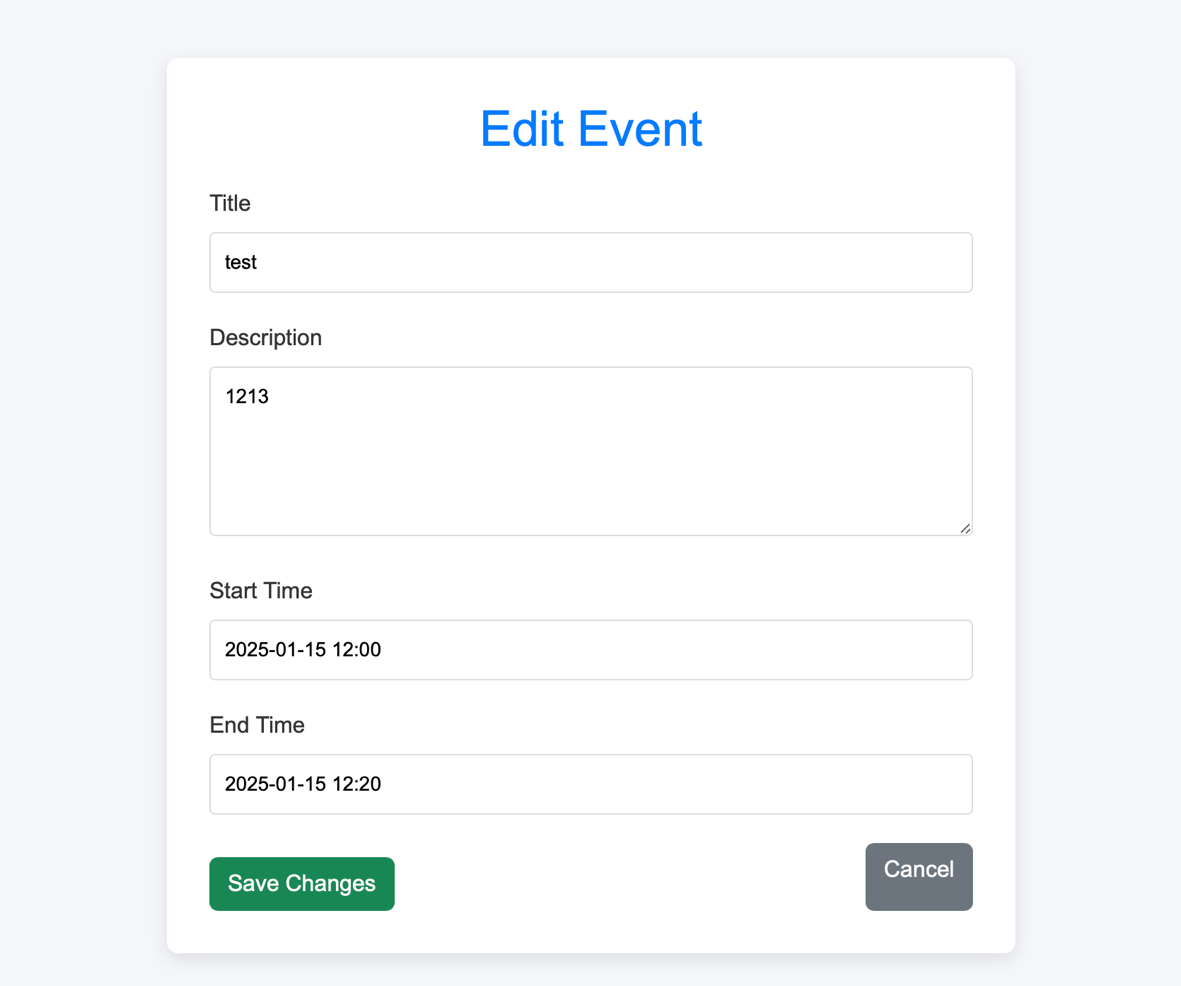 Edit Event
Title
test
Description
1213
Start Time
2025-01-15 12:00
End Time
2025-01-15 12:20
Save Changes
Cancel